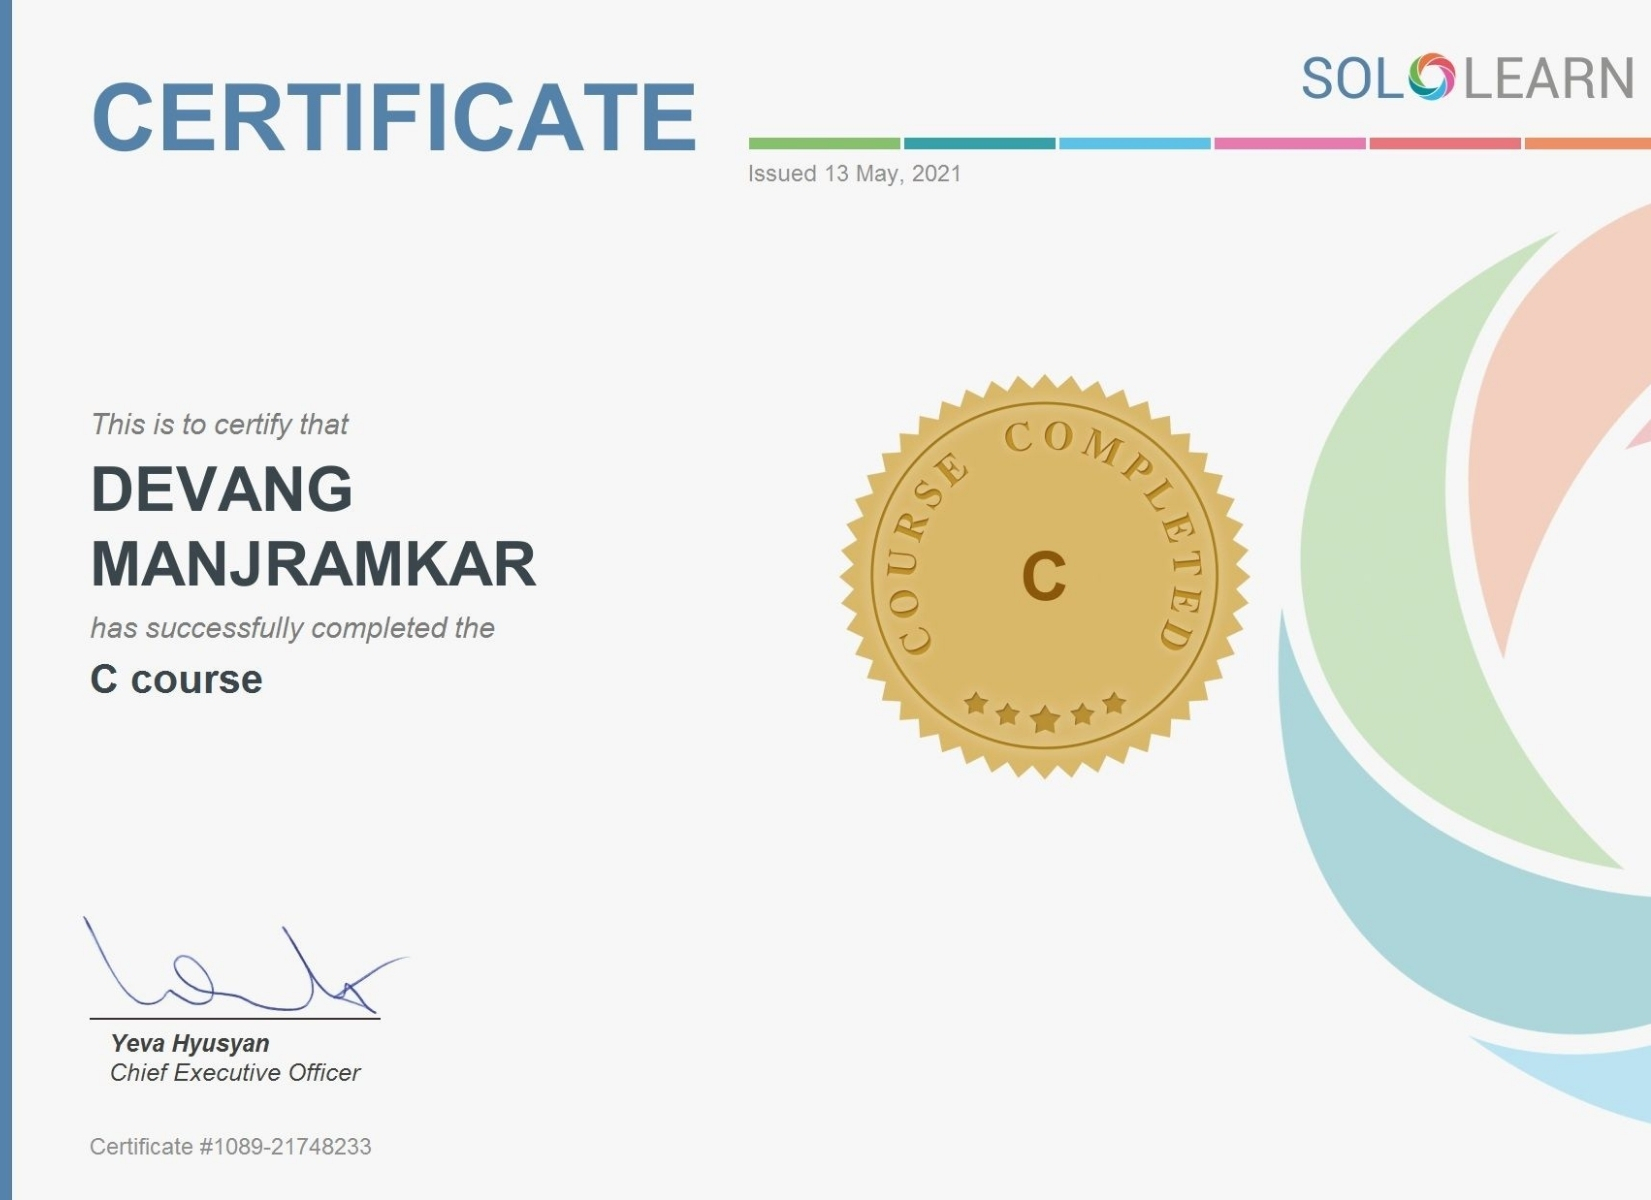 CERTIFICATE
SOLOLEARN
Issued 13 May, 2021
This is to certify that
DEVANG
MANJRAMKAR
has successfully completed the
C course
COURSE COMPLETED
C
Yeva Hyusyan
Chief Executive Officer
Certificate #1089-21748233